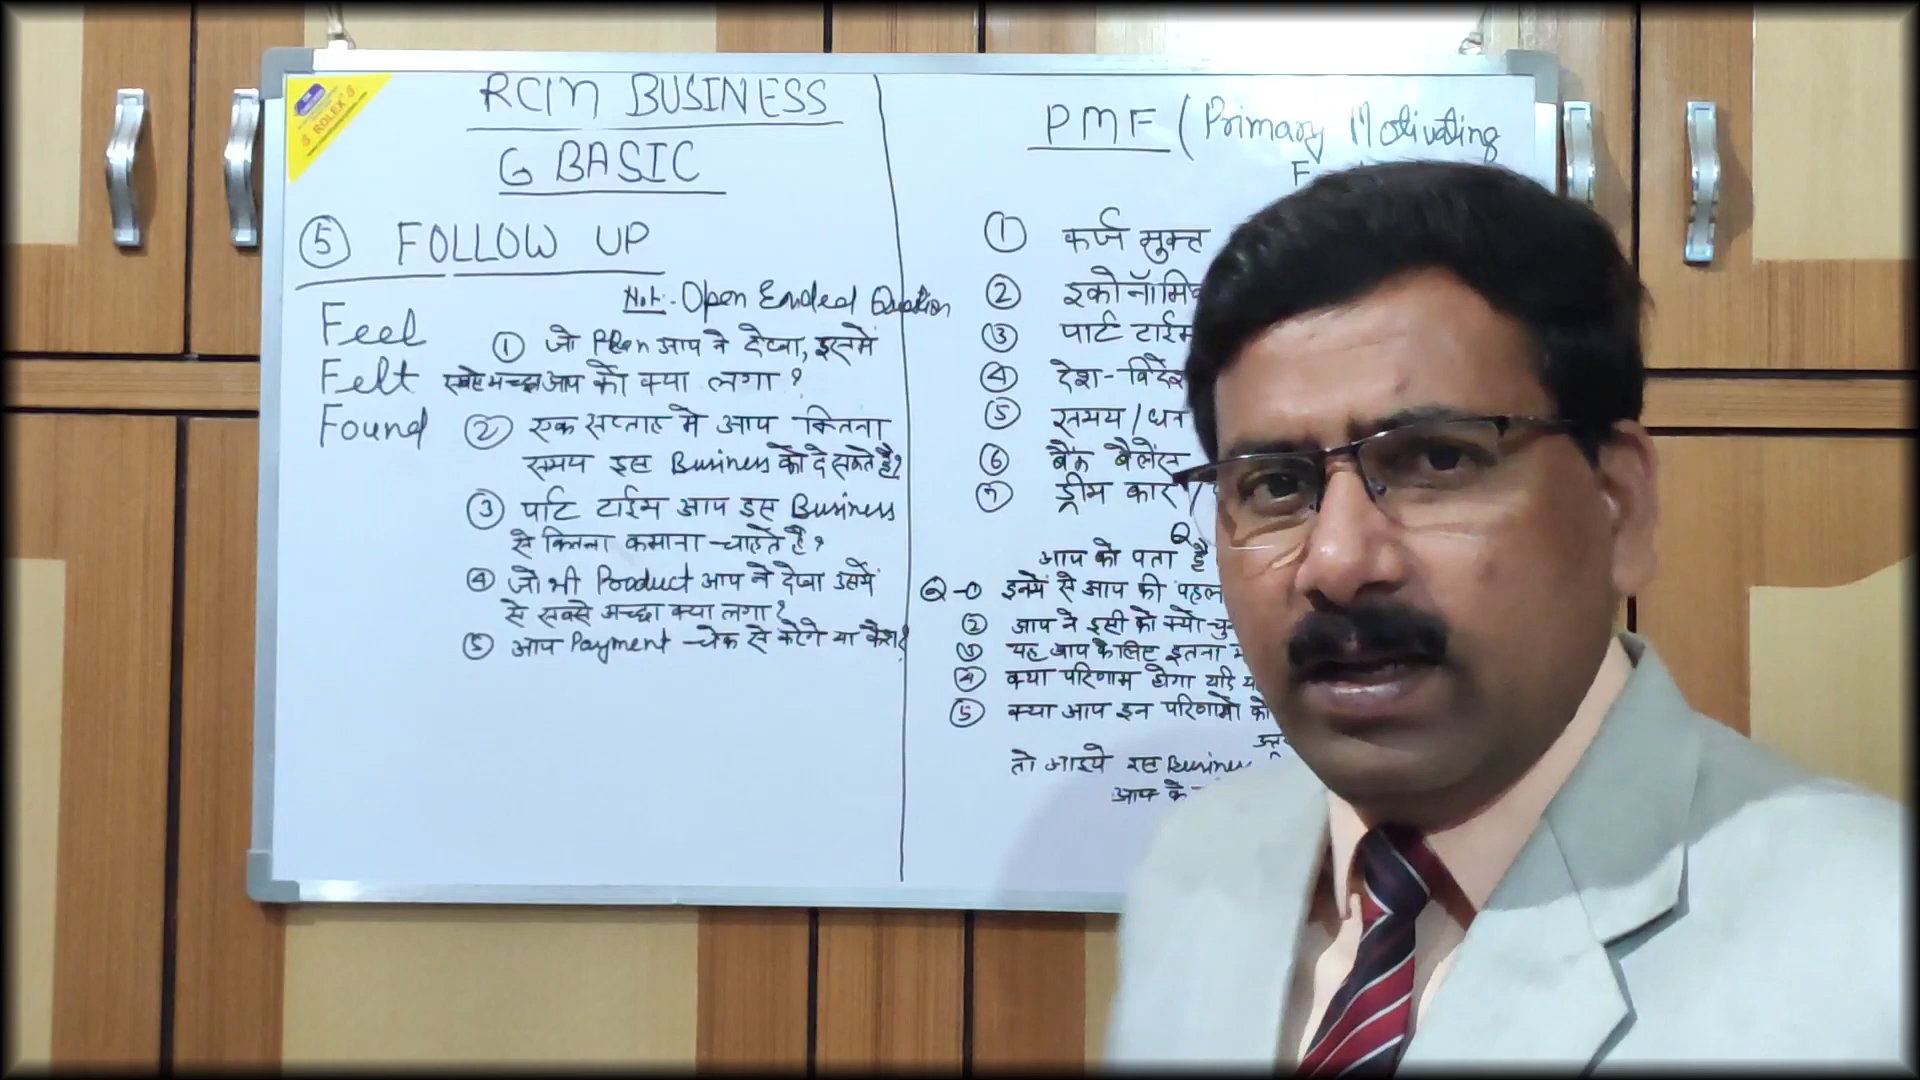 ROLEX
RCM BUSINESS
6 BASIC
⑤ FOLLOW UP
Not:- Open Ended Question
Feel
Felt
Found
① जो Plan आप ने देखा, इसमें
सबसे अच्छा आप को क्या लगा?
② एक सप्ताह मे आप कितना
समय इस Business को दे सकते है?
③ पार्ट टाईम आप इस Business
से कितना कमाना चाहते है?
④ जो भी Product आप ने देखा उसमें
से सबसे अच्छा क्या लगा?
⑤ आप Payment चेक से करेगे या कैश?
PMF (Primary Motivating
F
① कर्ज मुक्त
② इकोनॉमिक
③ पार्ट टाईम
④ देश-विदेश
⑤ समय/धन
⑥ बैंक बैलेंस
⑦ ड्रीम कार /
Q
आप को पता है
Q-① इनमें से आप की पहल
② आप ने इसी को क्यो चु
③ यह आप के लिए इतना म
④ क्या परिणाम होगा यदि य
⑤ क्या आप इन परिणामो को
तो आइये इस Business
आप के